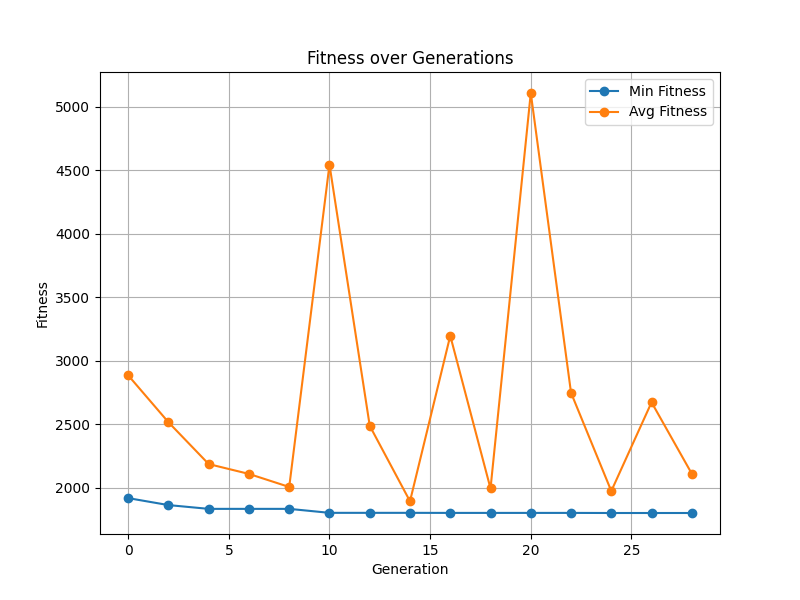 Fitness over Generations
Min Fitness
Avg Fitness
5000
4500
4000
3500
3000
2500
2000
Fitness
0 5 10 15 20 25
Generation